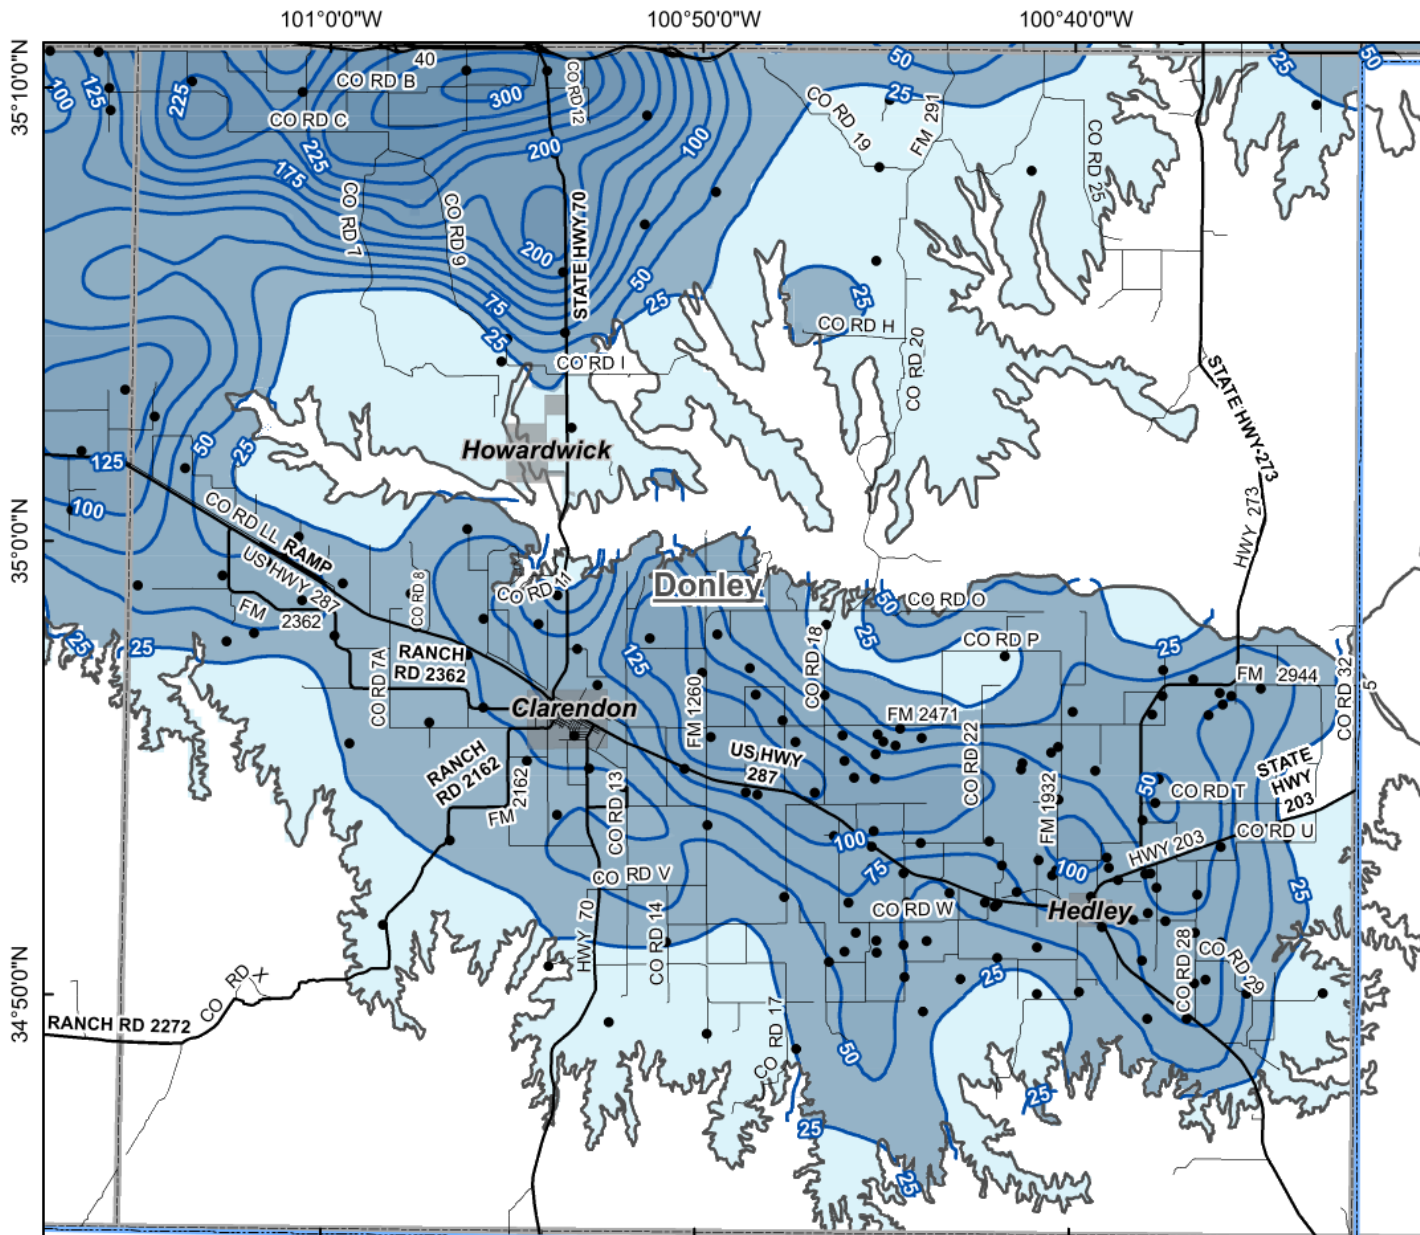 101°0'0"W
100°50'0"W
100°40'0"W
35°10'0"N
35°0'0"N
34°50'0"N
40
50
50
25
25
CO RD B
CO RD 12
100
125
225
300
CO RD C
CO RD 19
FM 291
CO RD 25
225
200
100
175
CO RD 7
CO RD 9
STATE HWY 70
200
50
25
75
25
25
CO RD H
CO RD 20
CO RD I
STATE HWY 273
Howardwick
50
25
125
100
CO RD LL
RAMP
US HWY 287
HWY 273
FM 2362
CO RD 8
CO RD 11
Donley
50
CO RD O
25
CO RD P
CO RD 18
25
25
25
RANCH
RD 2362
CO RD 7A
125
FM 1260
FM 2944
CO RD 32
5
Clarendon
FM 2471
RANCH
RD 2162
US HWY
287
CO RD 22
STATE
HWY
203
FM 2162
CO RD 13
FM 1932
50
CO RD T
CO RD U
100
HWY 203
CO RD V
75
100
25
CO RD W
Hedley
HWY 70
CO RD 14
CO RD 28
CO RD 29
CO RD X
25
RANCH RD 2272
CO RD 17
50
25
25
25